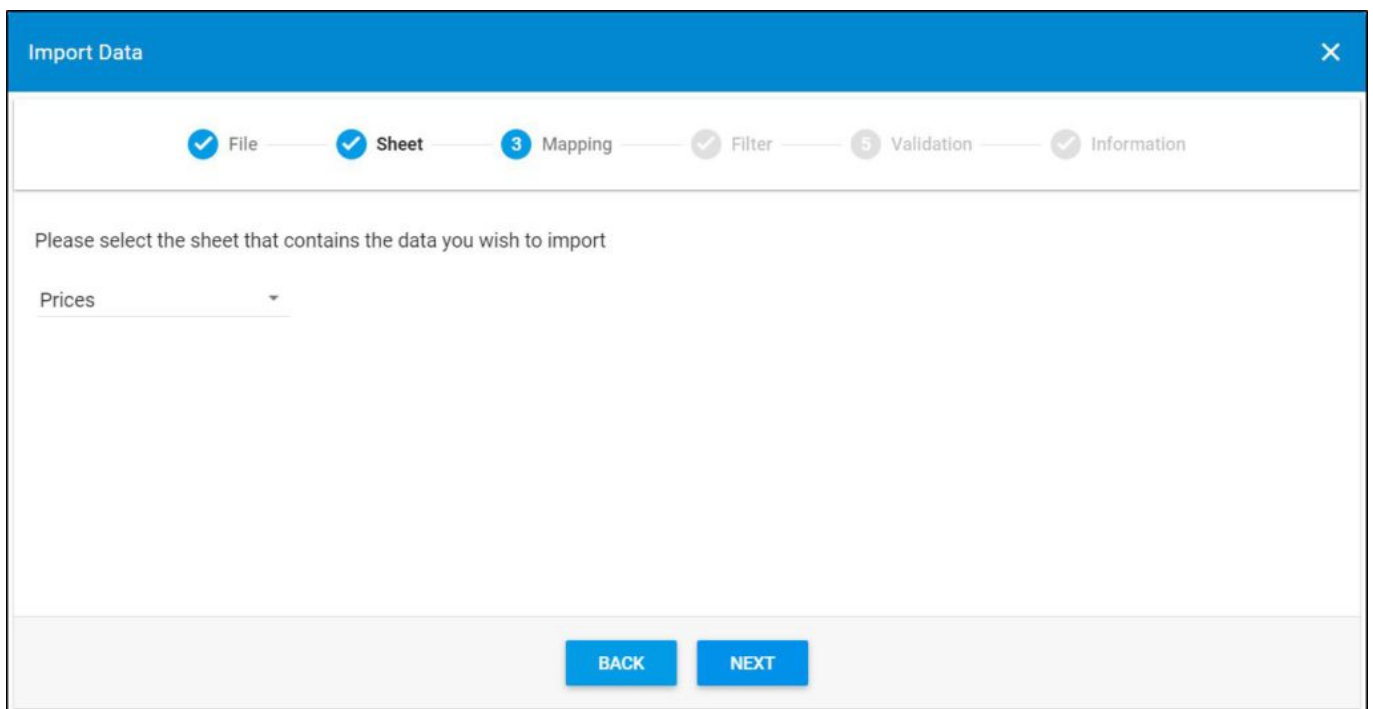 Import Data
File Sheet 3 Mapping Filter 5 Validation Information
Please select the sheet that contains the data you wish to import
Prices
BACK NEXT